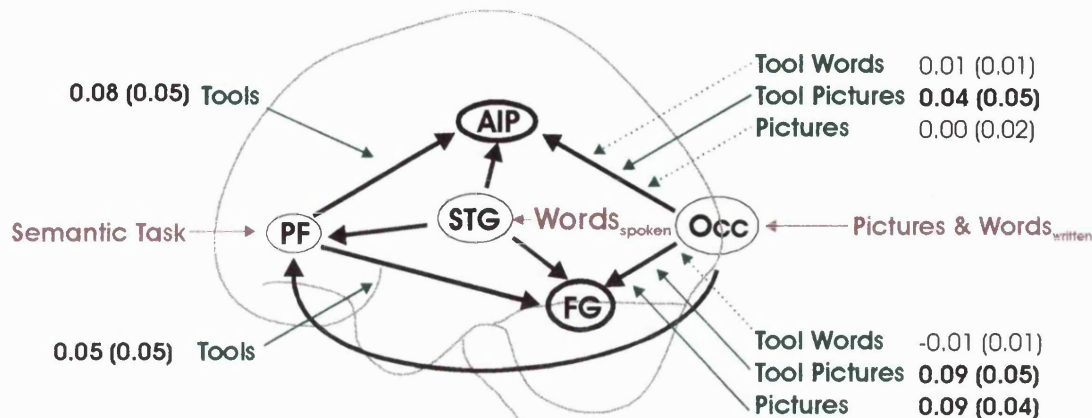 Tool Words 0.01 (0.01)
0.08 (0.05) Tools
Tool Pictures 0.04 (0.05)
AIP
Pictures 0.00 (0.02)
STG
Words spoken
Occ
Semantic Task
PF
Pictures & Words written
FG
Tool Words -0.01 (0.01)
0.05 (0.05) Tools
Tool Pictures 0.09 (0.05)
Pictures 0.09 (0.04)